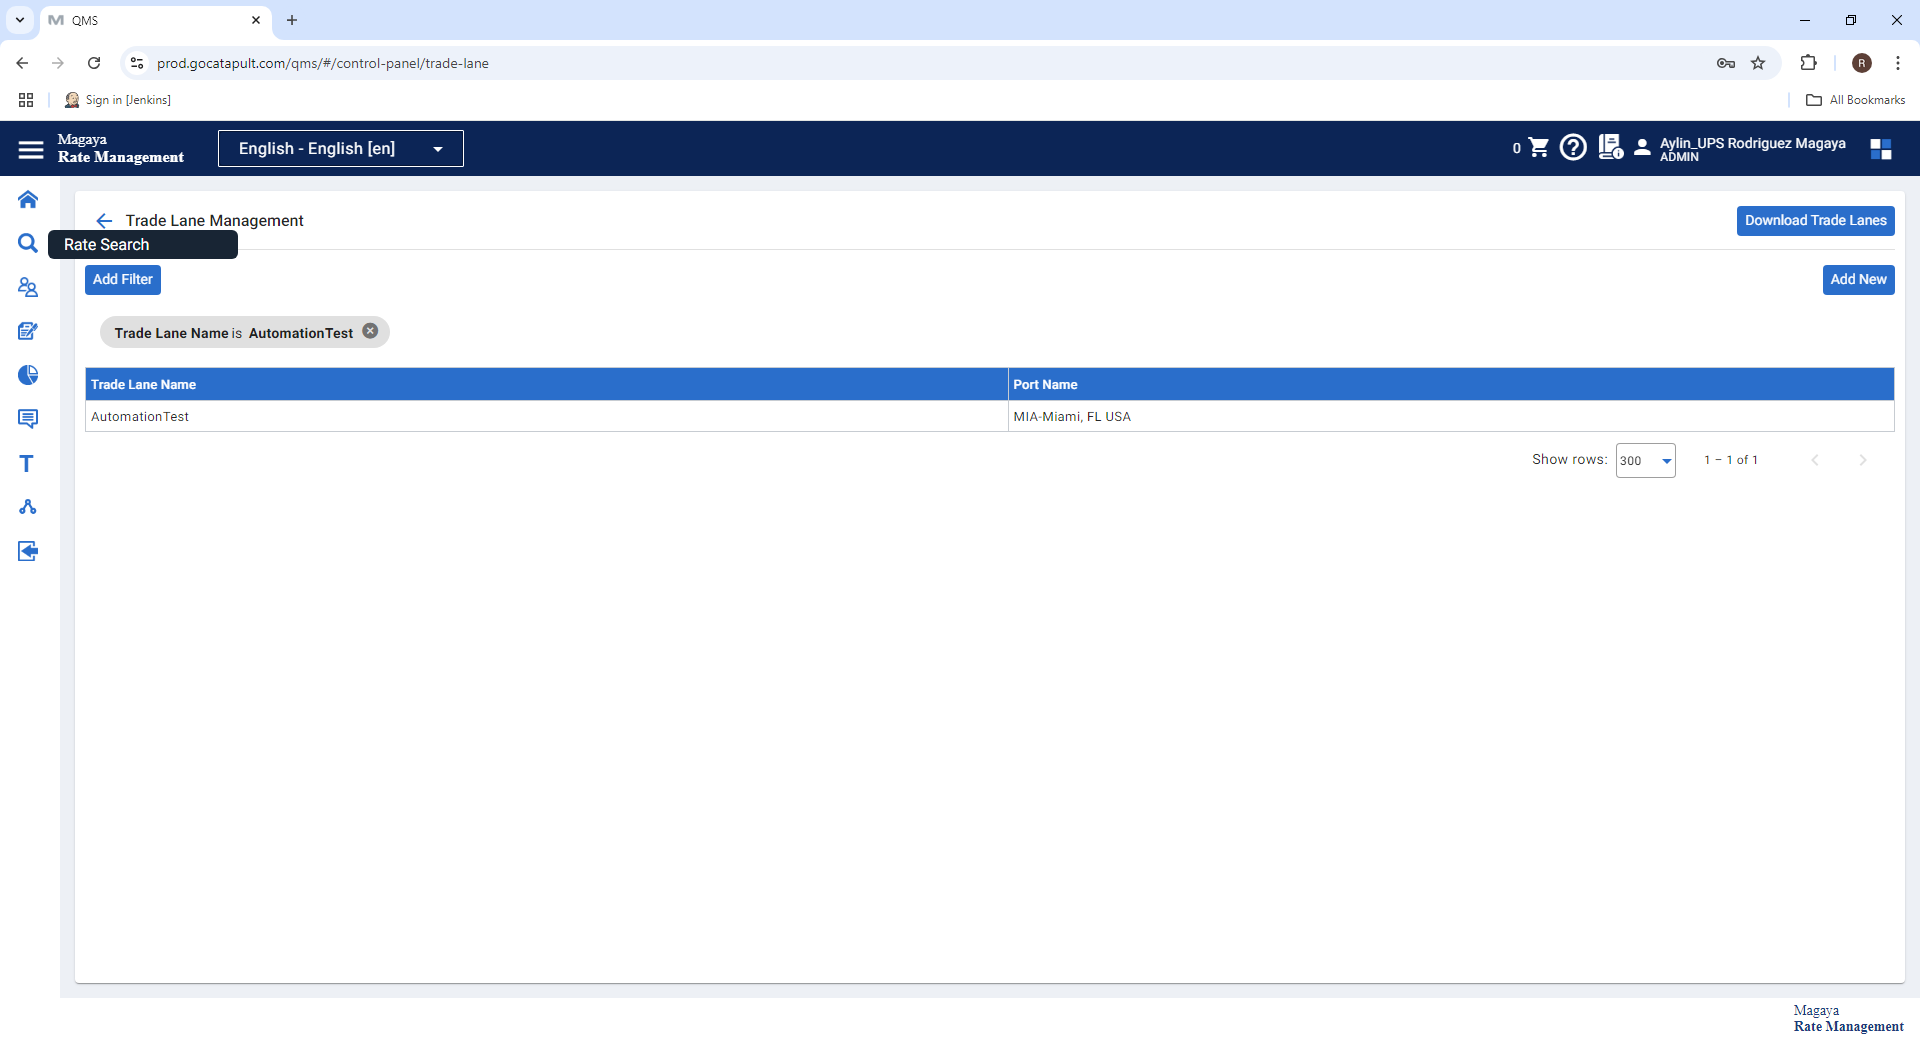 QMS
prod.gocatapult.com/qms/#/control-panel/trade-lane
R
Sign in [Jenkins]
All Bookmarks
Magaya
Rate Management
English - English [en]
0
Aylin_UPS Rodriguez Magaya
ADMIN
Trade Lane Management
Download Trade Lanes
Rate Search
Add Filter
Add New
Trade Lane Name is AutomationTest
Trade Lane Name
Port Name
AutomationTest
MIA-Miami, FL USA
Show rows:
300
1 – 1 of 1
Magaya
Rate Management